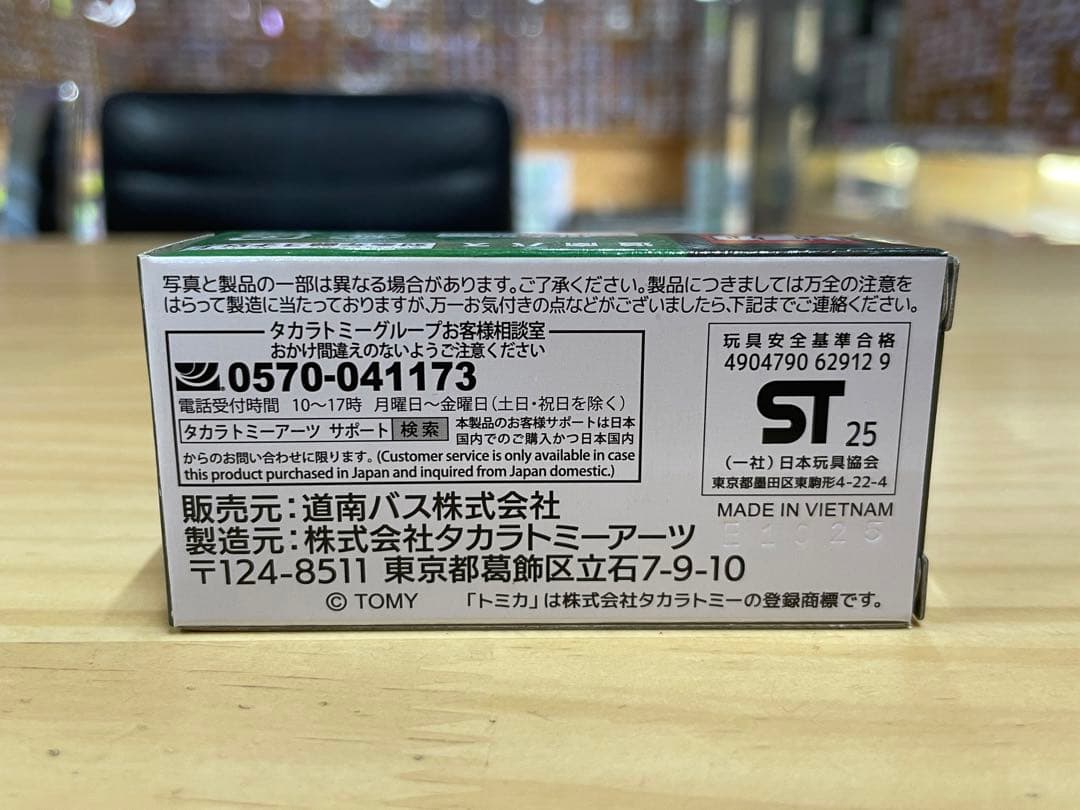 道南バス
写真と製品の一部は異なる場合があります。ご了承ください。製品につきましては万全の注意を
はらって製造に当たっておりますが、万一お気付きの点などがございましたら、下記までご連絡ください。
タカラトミーグループお客様相談室
おかけ間違えのないようご注意ください
0570-041173
電話受付時間 10〜17時 月曜日〜金曜日(土日・祝日を除く)
タカラトミーアーツ サポート 検索 本製品のお客様サポートは日本
国内でのご購入かつ日本国内
からのお問い合わせに限ります。(Customer service is only available in case
this product purchased in Japan and inquired from Japan domestic.)
玩具安全基準合格
4904790 62912 9
ST 25
(一社)日本玩具協会
東京都墨田区東駒形4-22-4
MADE IN VIETNAM
E1025
販売元:道南バス株式会社
製造元:株式会社タカラトミーアーツ
〒124-8511 東京都葛飾区立石7-9-10
© TOMY 「トミカ」は株式会社タカラトミーの登録商標です。